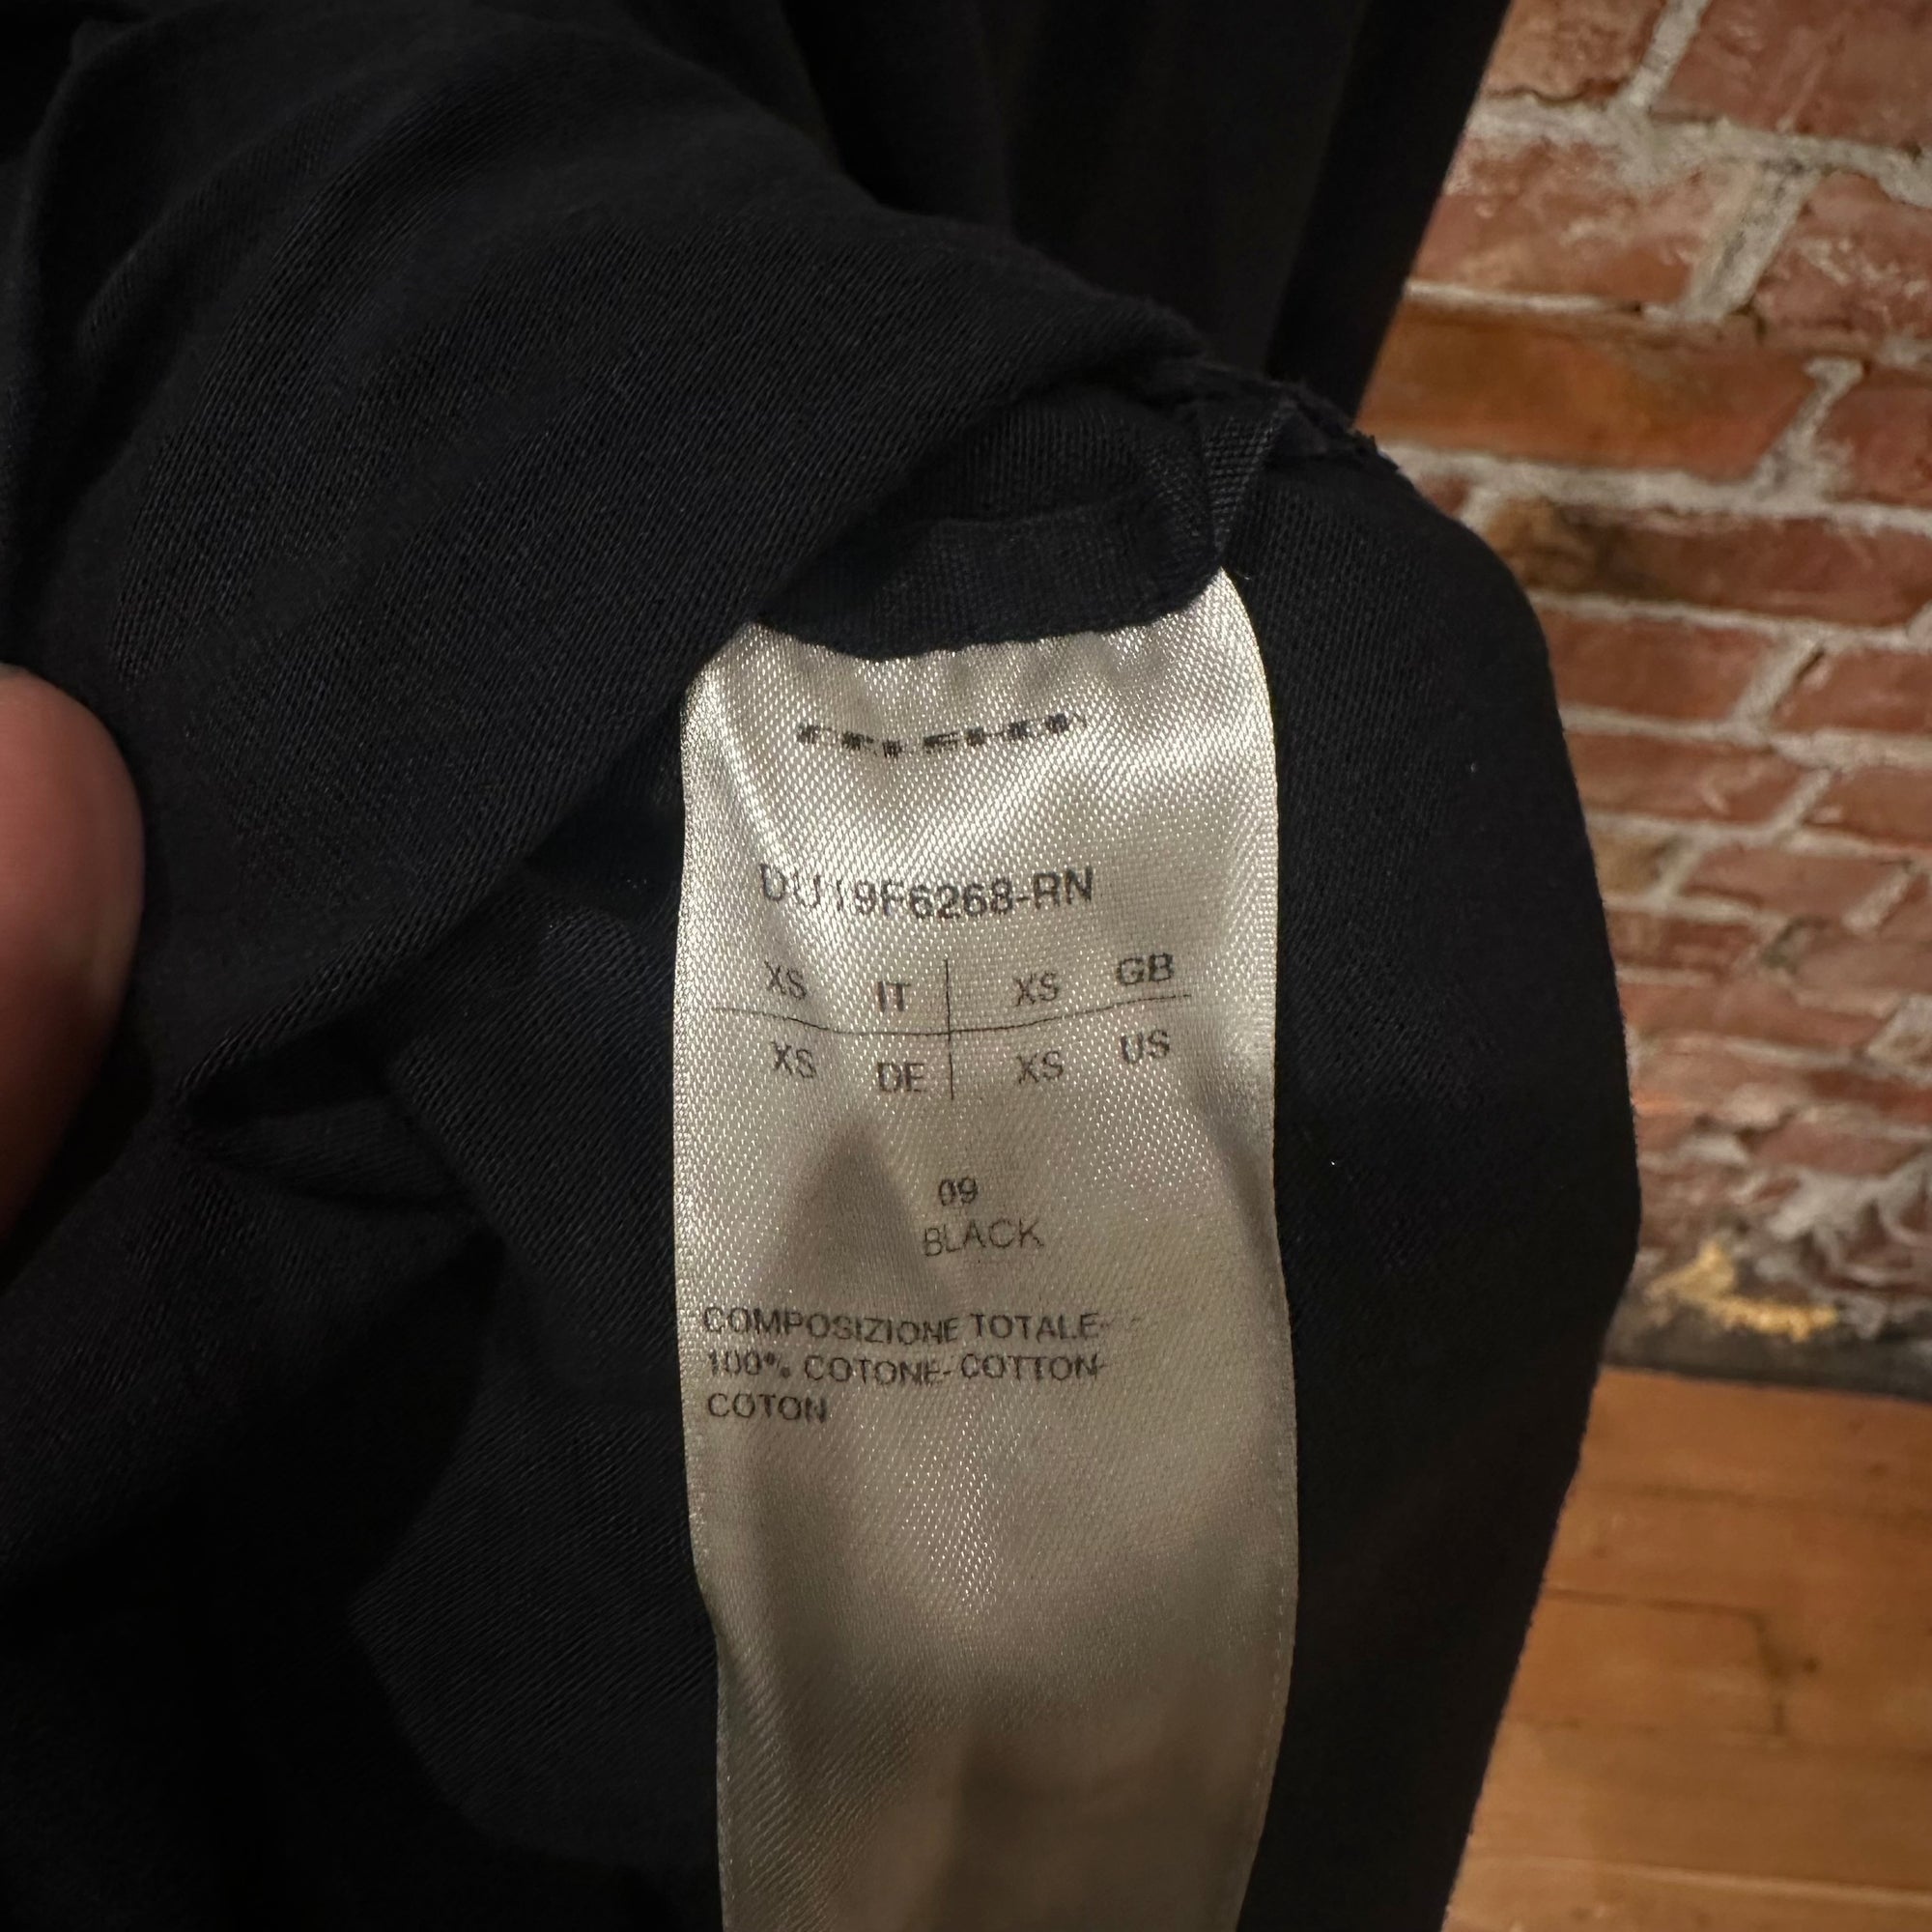 DU19F6268-RN
XS IT XS GB
XS DE XS US
09
BLACK
COMPOSIZIONE TOTALE-
100% COTONE- COTTON-
COTON